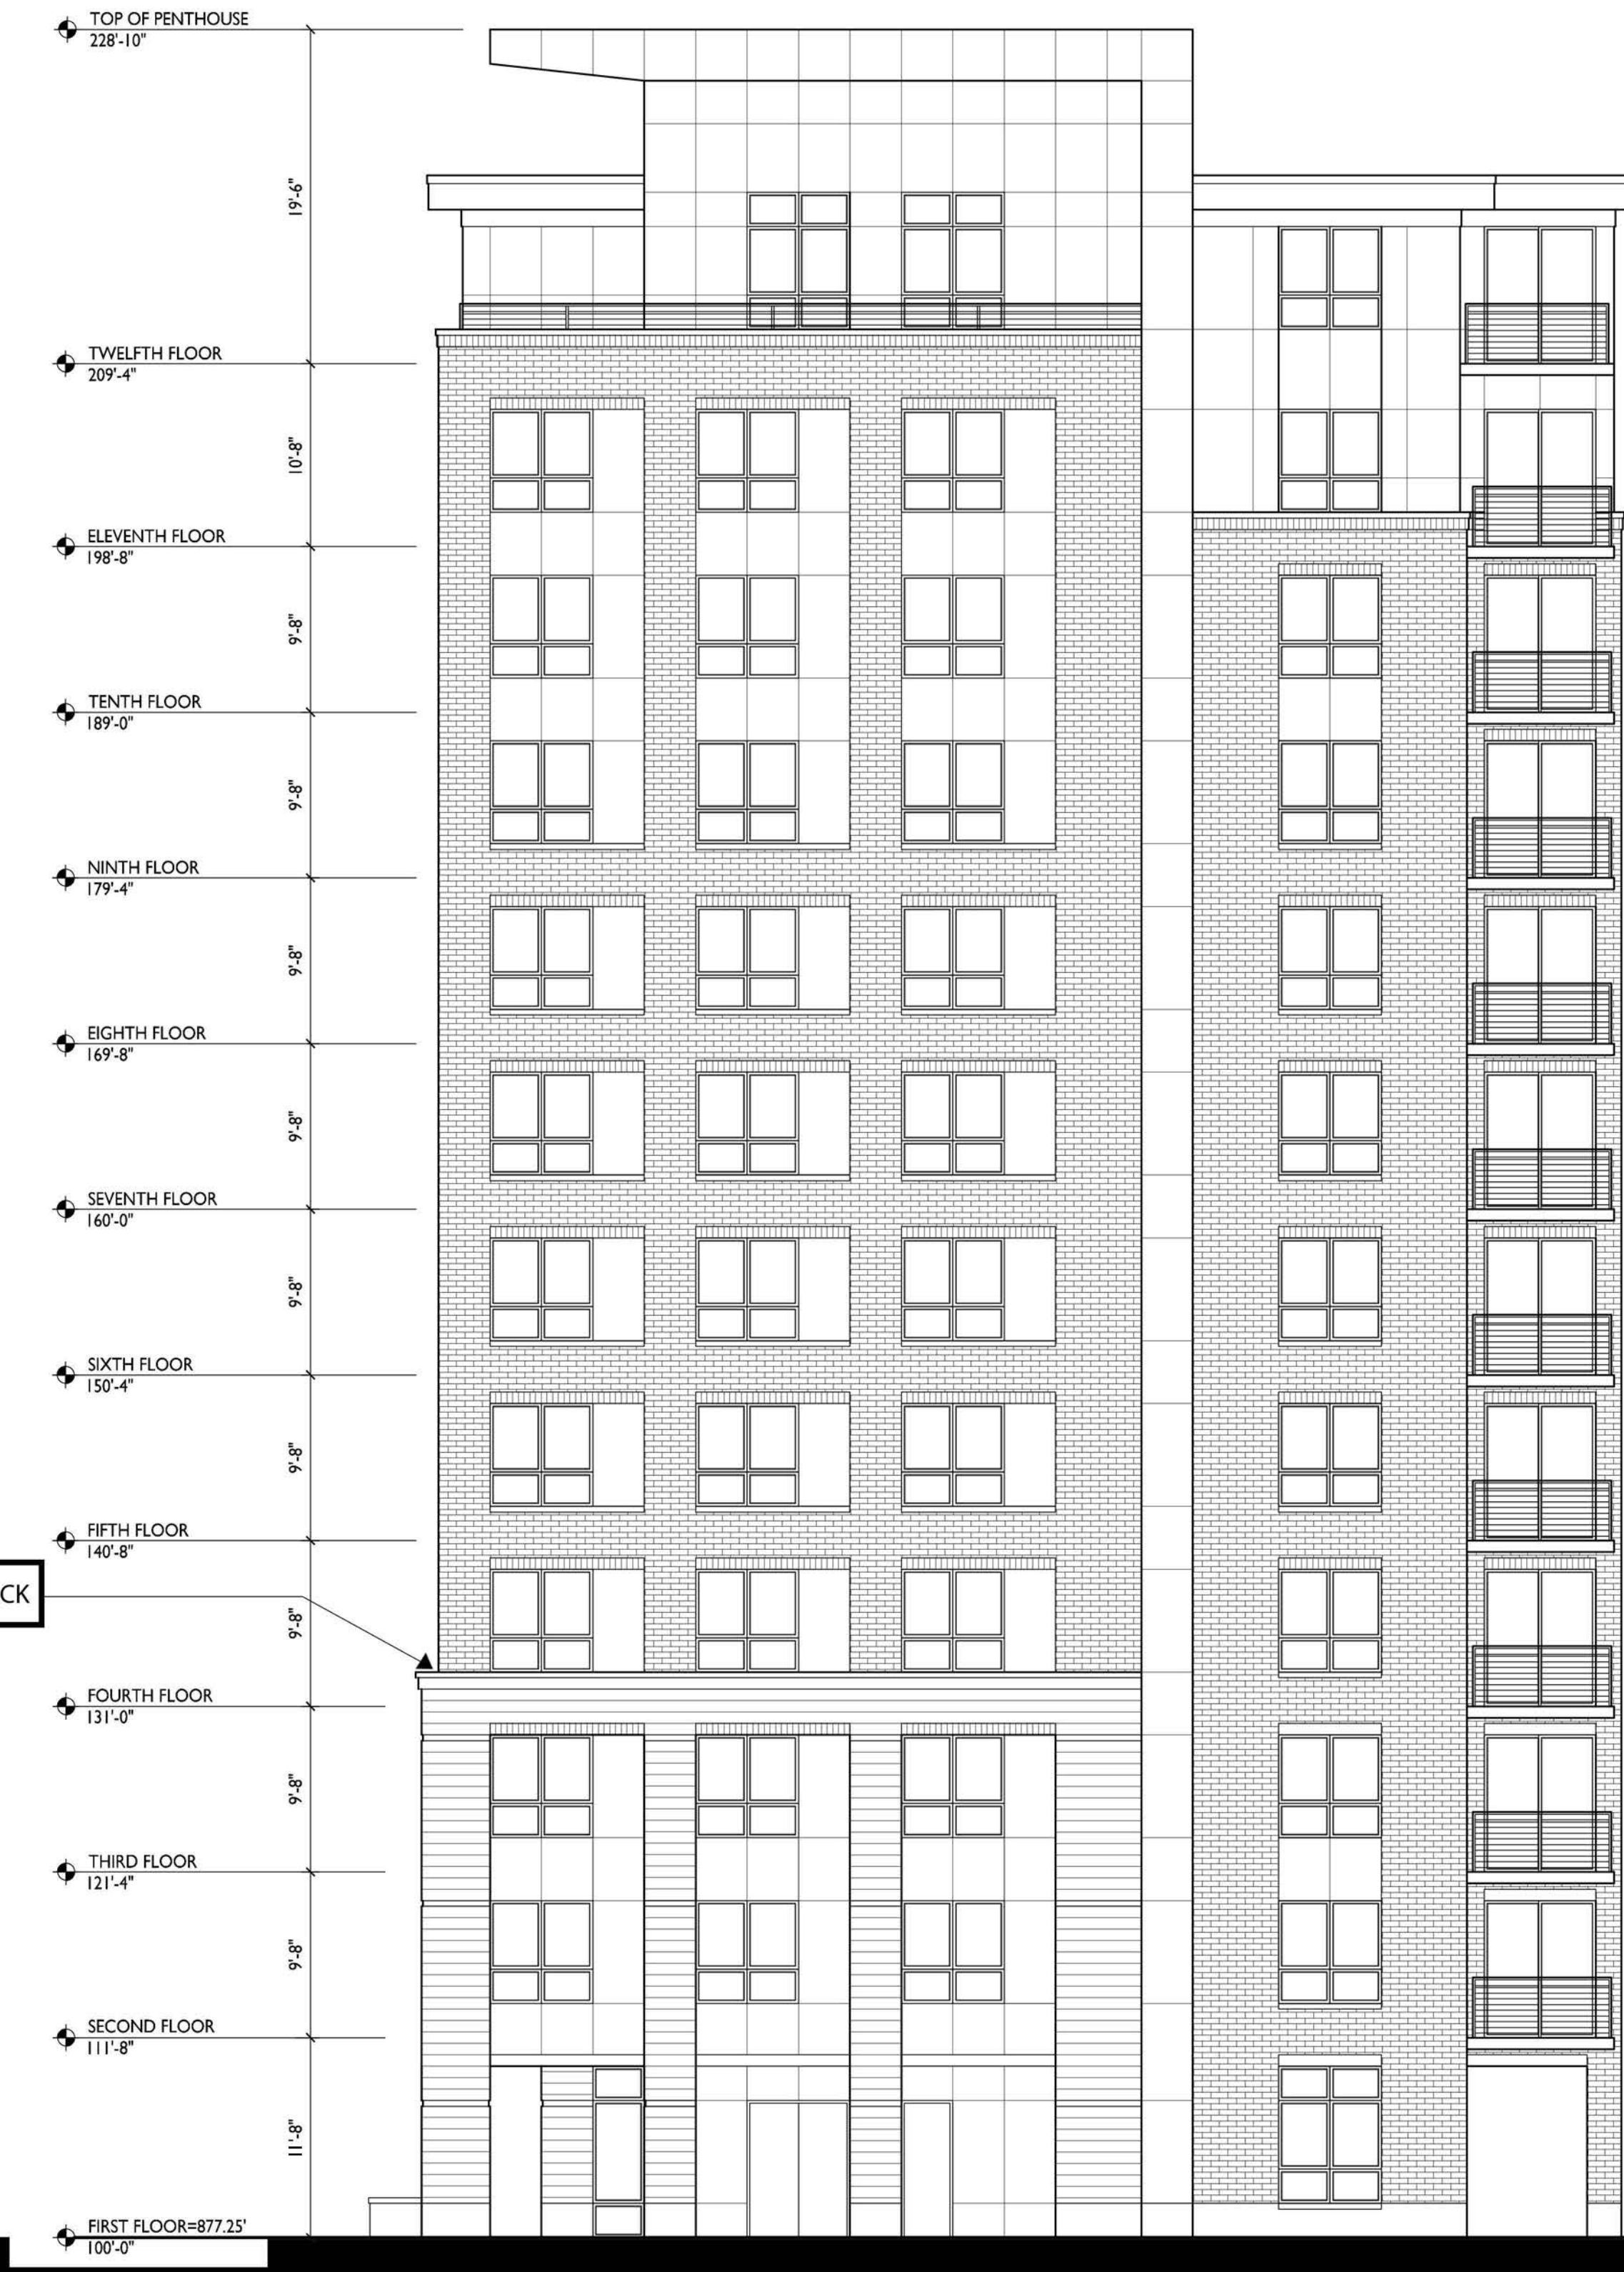 TOP OF PENTHOUSE
228'-10"
19'-6"
TWELFTH FLOOR
209'-4"
10'-8"
ELEVENTH FLOOR
198'-8"
9'-8"
TENTH FLOOR
189'-0"
9'-8"
NINTH FLOOR
179'-4"
9'-8"
EIGHTH FLOOR
169'-8"
9'-8"
SEVENTH FLOOR
160'-0"
9'-8"
SIXTH FLOOR
150'-4"
9'-8"
FIFTH FLOOR
140'-8"
CK
9'-8"
FOURTH FLOOR
131'-0"
9'-8"
THIRD FLOOR
121'-4"
9'-8"
SECOND FLOOR
111'-8"
11'-8"
FIRST FLOOR=877.25'
100'-0"